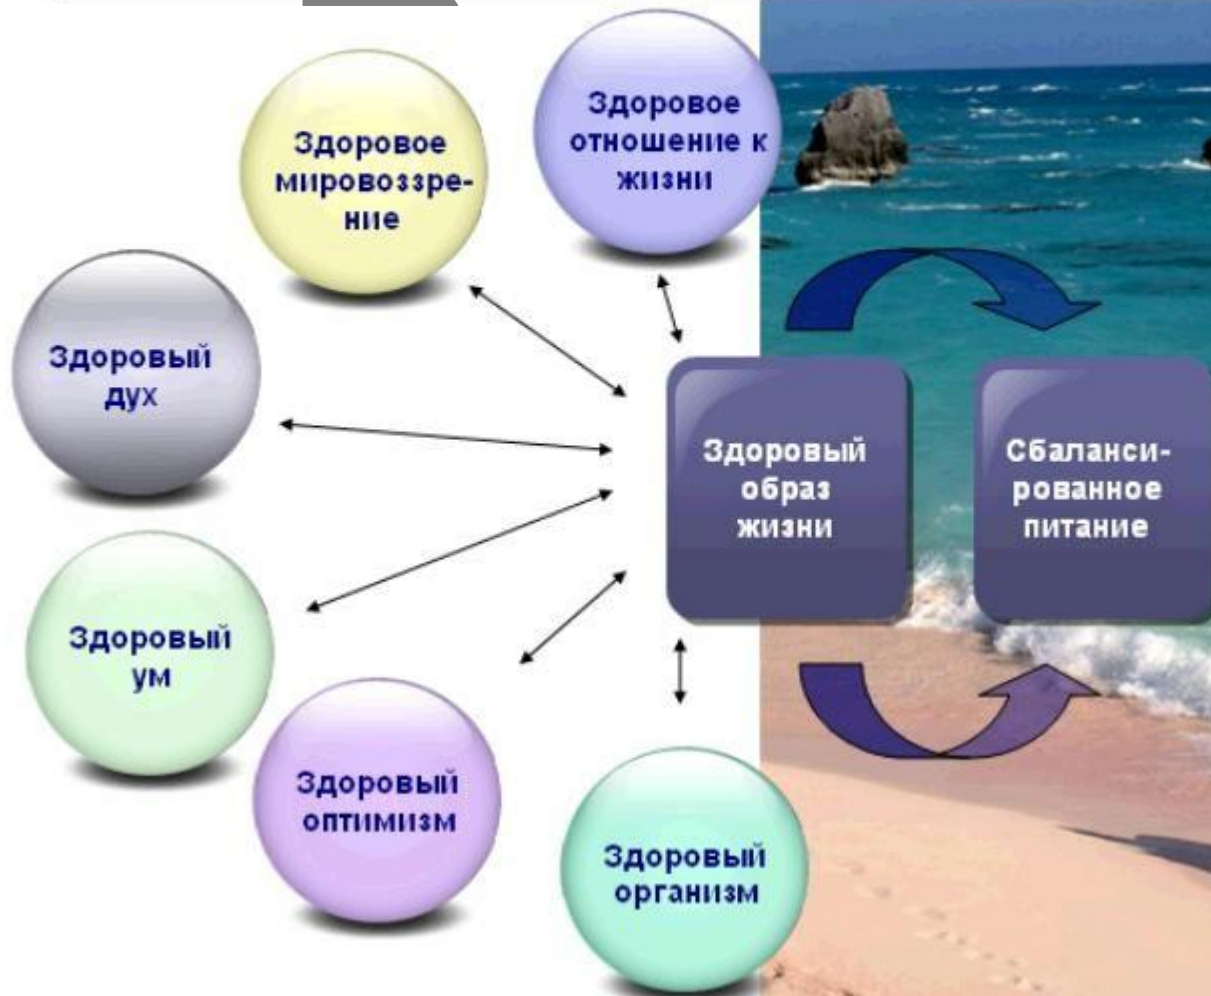 Здоровое
отношение к
жизни
Здоровое
мировоззре-
ние
Здоровый
дух
Здоровый
образ
жизни
Сбаланси-
рованное
питание
Здоровый
ум
Здоровый
оптимизм
Здоровый
организм